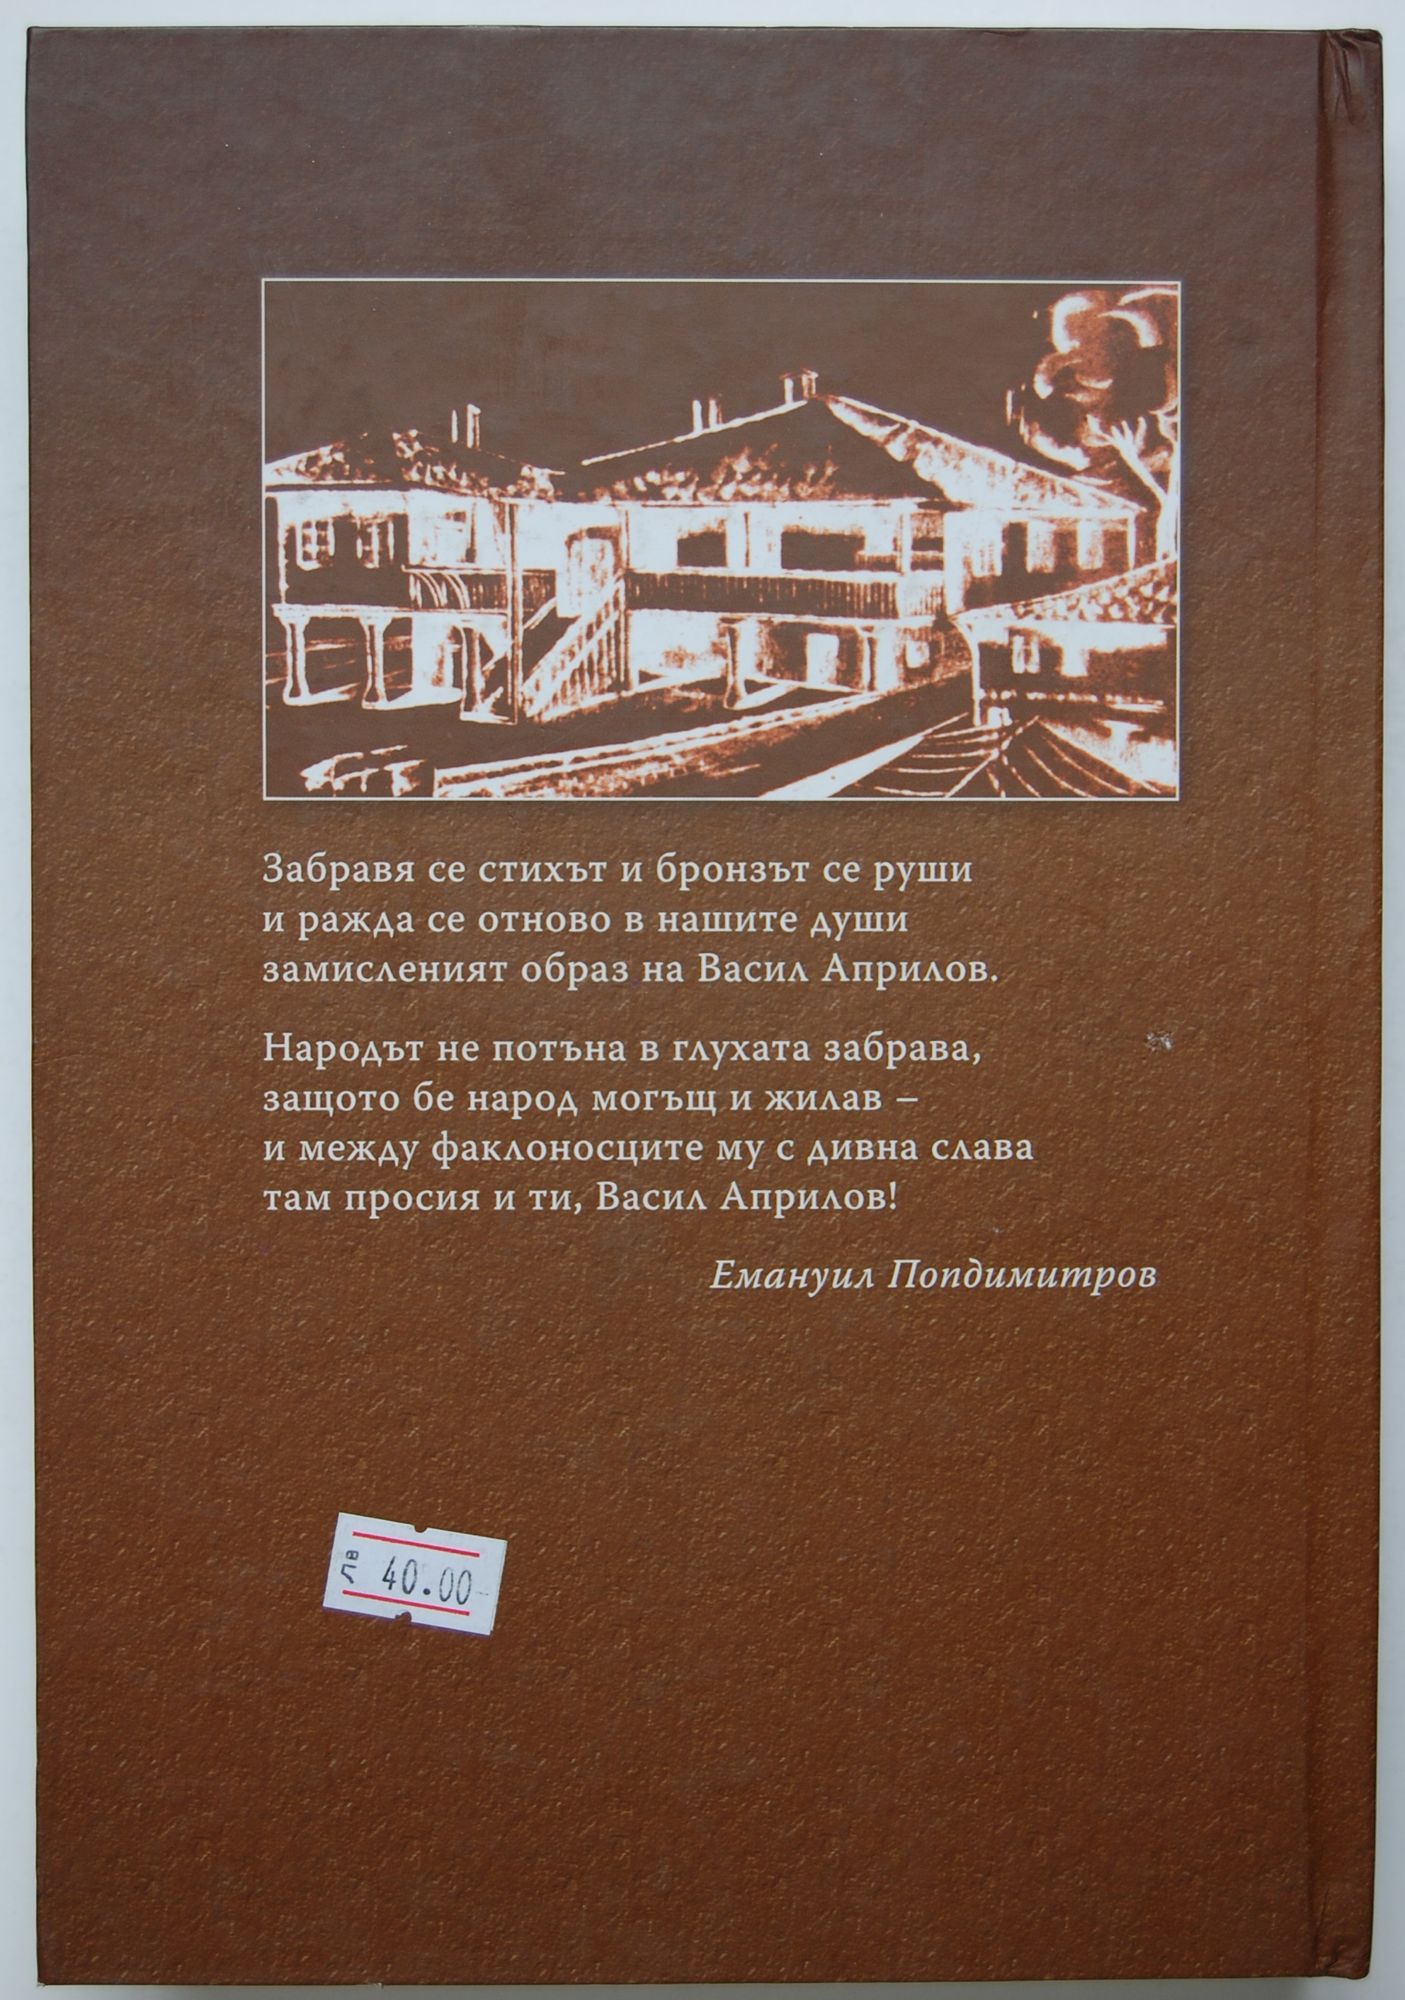 Забравя се стихът и бронзът се руши
и ражда се отново в нашите души
замисленият образ на Васил Априлов.
Народът не потъна в глухата забрава,
защото бе народ могъщ и жилав –
и между факлоносците му с дивна слава
там просия и ти, Васил Априлов!
Емануил Попдимитров
лв 40.00